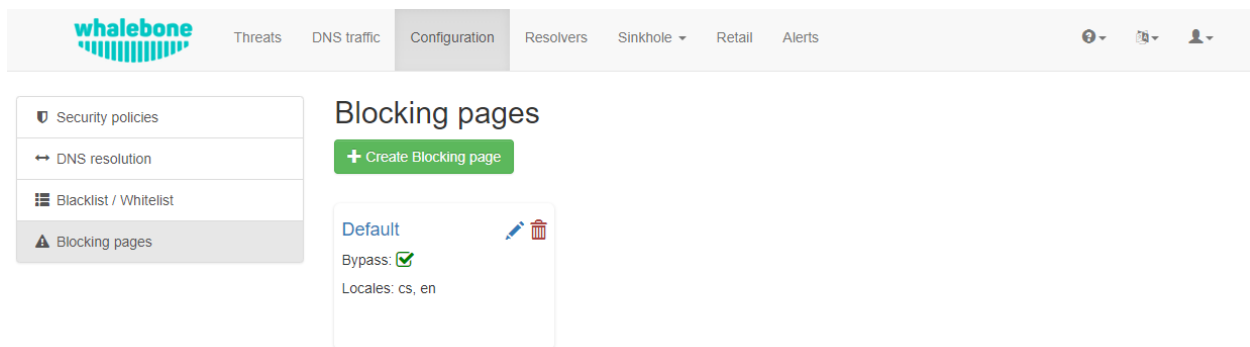 whalebone
Threats DNS traffic Configuration Resolvers Sinkhole Retail Alerts
Security policies
DNS resolution
Blacklist / Whitelist
Blocking pages
Blocking pages
Create Blocking page
Default
Bypass:
Locales: cs, en